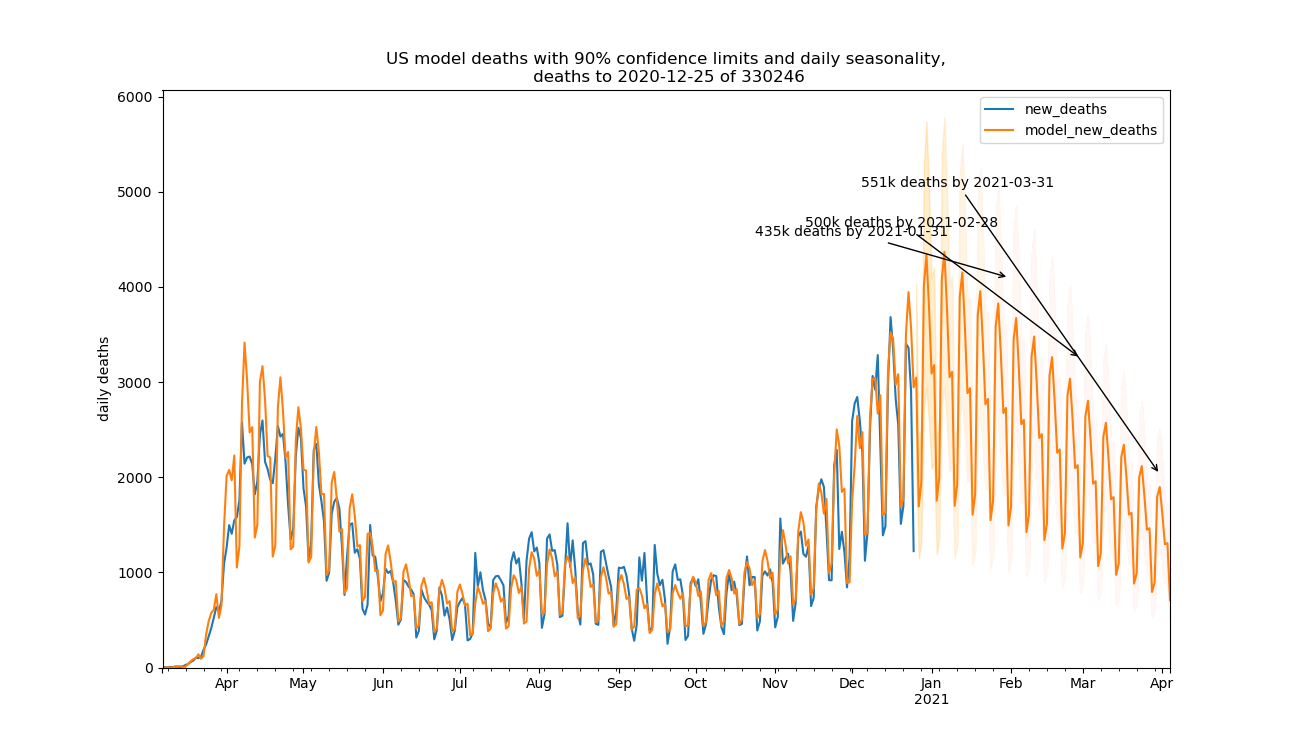 US model deaths with 90% confidence limits and daily seasonality,
deaths to 2020-12-25 of 330246
6000
5000
4000
3000
2000
1000
0
daily deaths
new_deaths
model_new_deaths
551k deaths by 2021-03-31
500k deaths by 2021-02-28
435k deaths by 2021-01-31
Apr May Jun Jul Aug Sep Oct Nov Dec Jan Feb Mar Apr
2021